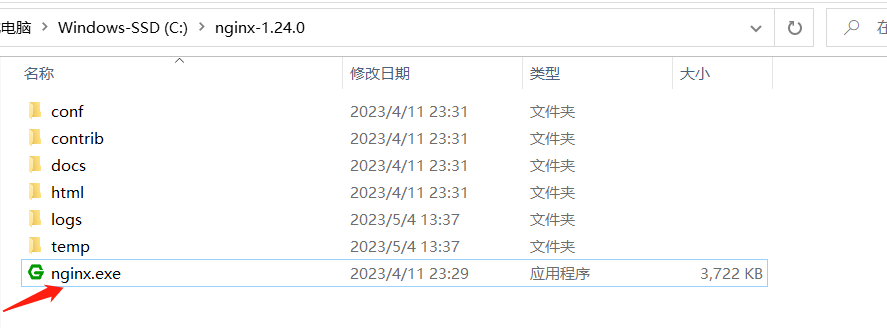 电脑 > Windows-SSD (C:) > nginx-1.24.0
名称 修改日期 类型 大小
conf 2023/4/11 23:31 文件夹
contrib 2023/4/11 23:31 文件夹
docs 2023/4/11 23:31 文件夹
html 2023/4/11 23:31 文件夹
logs 2023/5/4 13:37 文件夹
temp 2023/5/4 13:37 文件夹
nginx.exe 2023/4/11 23:29 应用程序 3,722 KB